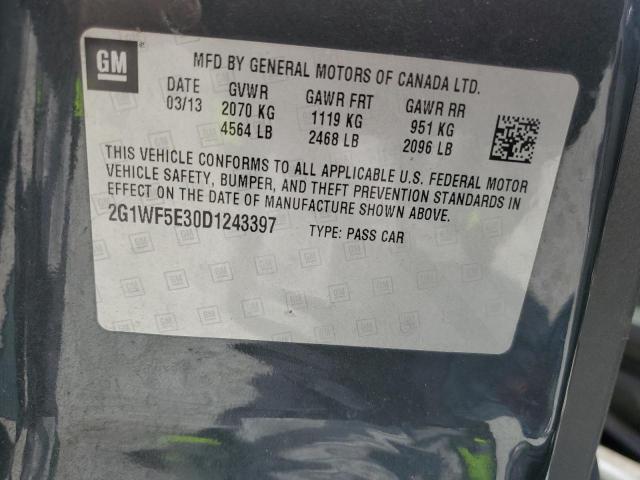 GM
MFD BY GENERAL MOTORS OF CANADA LTD.
DATE GVWR GAWR FRT GAWR RR
03/13 2070 KG 1119 KG 951 KG
4564 LB 2468 LB 2096 LB
THIS VEHICLE CONFORMS TO ALL APPLICABLE U.S. FEDERAL MOTOR
VEHICLE SAFETY, BUMPER, AND THEFT PREVENTION STANDARDS IN
EFFECT ON THE DATE OF MANUFACTURE SHOWN ABOVE.
2G1WF5E30D1243397 TYPE: PASS CAR